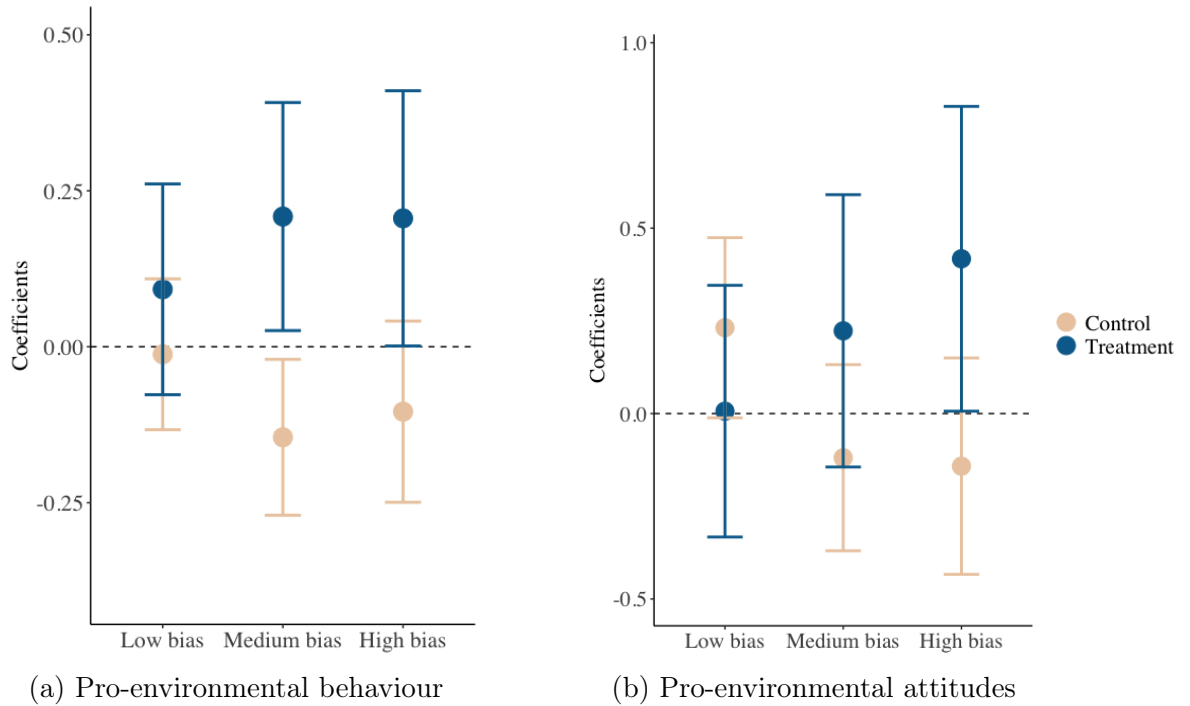 0.50
0.25
0.00
-0.25
Coefficients
Low bias Medium bias High bias
(a) Pro-environmental behaviour
1.0
0.5
0.0
-0.5
Coefficients
Low bias Medium bias High bias
(b) Pro-environmental attitudes
Control
Treatment